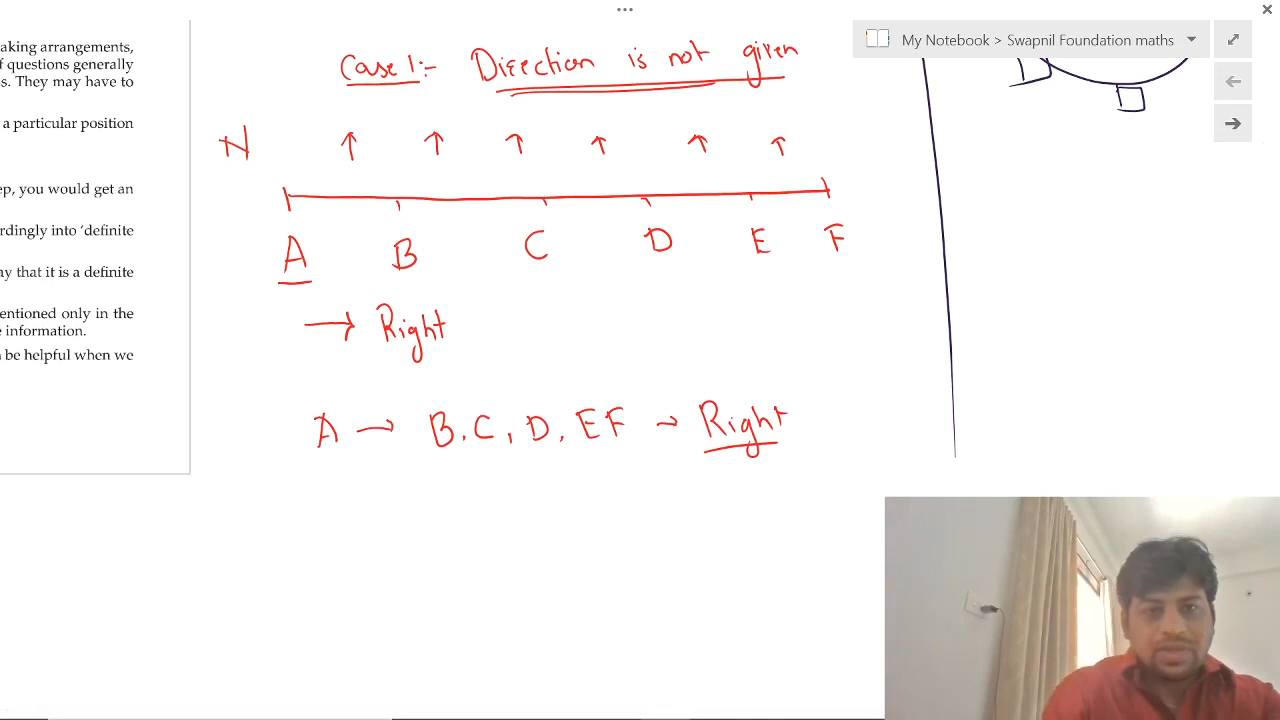 aking arrangements,
f questions generally
s. They may have to
a particular position
ep, you would get an
rdingly into ‘definite
ay that it is a definite
entioned only in the
e information.
n be helpful when we
Case 1:- Direction is not given
N
A B C D E F
→ Right
A → B, C, D, E F → Right
My Notebook > Swapnil Foundation maths